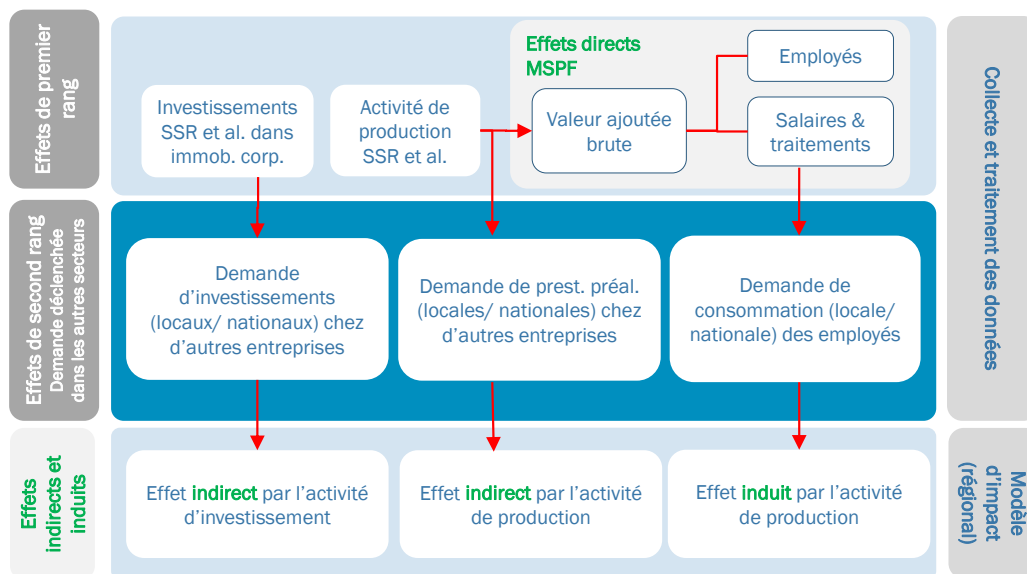 Effets de premier
rang
Investissements
SSR et al. dans
immob. corp.
Activité de
production
SSR et al.
Effets directs
MSPF
Valeur ajoutée
brute
Employés
Salaires &
traitements
Collecte et traitement des données
Effets de second rang
Demande déclenchée
dans les autres secteurs
Demande
d’investissements
(locaux/ nationaux) chez
d’autres entreprises
Demande de prest. préal.
(locales/ nationales) chez
d’autres entreprises
Demande de
consommation (locale/
nationale) des employés
Effets
indirects et
induits
Effet indirect par l’activité
d’investissement
Effet indirect par l’activité
de production
Effet induit par l’activité
de production
Modèle
d’impact
(régional)